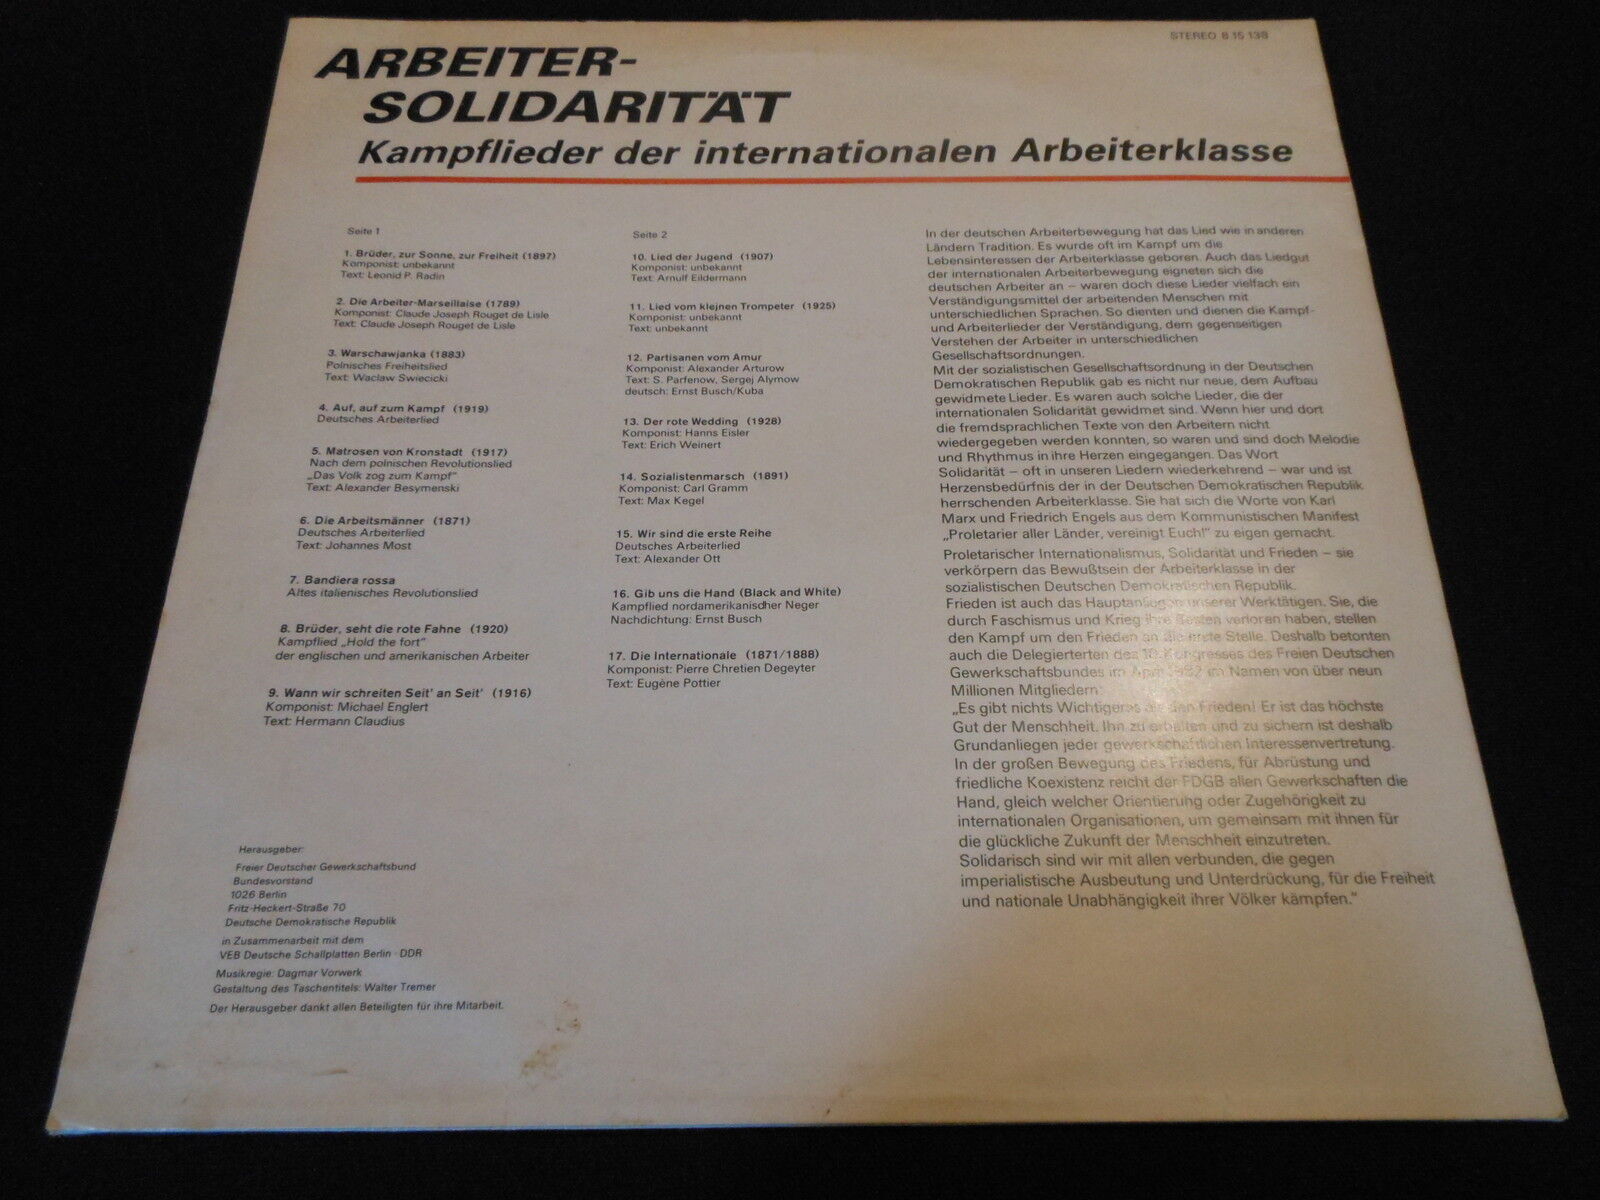 STEREO 8 15 138
ARBEITER-
SOLIDARITÄT
Kampflieder der internationalen Arbeiterklasse
Seite 1
1. Brüder, zur Sonne, zur Freiheit (1897)
Komponist: unbekannt
Text: Leonid P. Radin
2. Die Arbeiter-Marseillaise (1789)
Komponist: Claude Joseph Rouget de Lisle
Text: Claude Joseph Rouget de Lisle
3. Warschawjanka (1883)
Polnisches Freiheitslied
Text: Waclaw Swiecicki
4. Auf, auf zum Kampf (1919)
Deutsches Arbeiterlied
5. Matrosen von Kronstadt (1917)
Nach dem polnischen Revolutionslied
„Das Volk zog zum Kampf"
Text: Alexander Besymenski
6. Die Arbeitsmänner (1871)
Deutsches Arbeiterlied
Text: Johannes Most
7. Bandiera rossa
Altes italienisches Revolutionslied
8. Brüder, seht die rote Fahne (1920)
Kampflied „Hold the fort"
der englischen und amerikanischen Arbeiter
9. Wann wir schreiten Seit' an Seit' (1916)
Komponist: Michael Englert
Text: Hermann Claudius
Seite 2
10. Lied der Jugend (1907)
Komponist: unbekannt
Text: Arnulf Eildermann
11. Lied vom klejnen Trompeter (1925)
Komponist: unbekannt
Text: unbekannt
12. Partisanen vom Amur
Komponist: Alexander Arturow
Text: S. Parfenow, Sergej Alymow
deutsch: Ernst Busch/Kuba
13. Der rote Wedding (1928)
Komponist: Hanns Eisler
Text: Erich Weinert
14. Sozialistenmarsch (1891)
Komponist: Carl Gramm
Text: Max Kegel
15. Wir sind die erste Reihe
Deutsches Arbeiterlied
Text: Alexander Ott
16. Gib uns die Hand (Black and White)
Kampflied nordamerikanischer Neger
Nachdichtung: Ernst Busch
17. Die Internationale (1871/1888)
Komponist: Pierre Chretien Degeyter
Text: Eugène Pottier
In der deutschen Arbeiterbewegung hat das Lied wie in anderen
Ländern Tradition. Es wurde oft im Kampf um die
Lebensinteressen der Arbeiterklasse geboren. Auch das Liedgut
der internationalen Arbeiterbewegung eigneten sich die
deutschen Arbeiter an – waren doch diese Lieder vielfach ein
Verständigungsmittel der arbeitenden Menschen mit
unterschiedlichen Sprachen. So dienten und dienen die Kampf-
und Arbeiterlieder der Verständigung, dem gegenseitigen
Verstehen der Arbeiter in unterschiedlichen
Gesellschaftsordnungen.
Mit der sozialistischen Gesellschaftsordnung in der Deutschen
Demokratischen Republik gab es nicht nur neue, dem Aufbau
gewidmete Lieder. Es waren auch solche Lieder, die der
internationalen Solidarität gewidmet sind. Wenn hier und dort
die fremdsprachlichen Texte von den Arbeitern nicht
wiedergegeben werden konnten, so waren und sind doch Melodie
und Rhythmus in ihre Herzen eingegangen. Das Wort
Solidarität – oft in unseren Liedern wiederkehrend – war und ist
Herzensbedürfnis der in der Deutschen Demokratischen Republik
herrschenden Arbeiterklasse. Sie hat sich die Worte von Karl
Marx und Friedrich Engels aus dem Kommunistischen Manifest
„Proletarier aller Länder, vereinigt Euch!" zu eigen gemacht.
Proletarischer Internationalismus, Solidarität und Frieden – sie
verkörpern das Bewußtsein der Arbeiterklasse in der
sozialistischen Deutschen Demokratischen Republik.
Frieden ist auch das Hauptanliegen unserer Werktätigen. Sie, die
durch Faschismus und Krieg ihre Besten verloren haben, stellen
den Kampf um den Frieden an die erste Stelle. Deshalb betonten
auch die Delegierterten des 10. Kongresses des Freien Deutschen
Gewerkschaftsbundes im April 1982 im Namen von über neun
Millionen Mitgliedern:
„Es gibt nichts Wichtigeres als den Frieden! Er ist das höchste
Gut der Menschheit. Ihn zu erhalten und zu sichern ist deshalb
Grundanliegen jeder gewerkschaftlichen Interessenvertretung.
In der großen Bewegung des Friedens, für Abrüstung und
friedliche Koexistenz reicht der FDGB allen Gewerkschaften die
Hand, gleich welcher Orientierung oder Zugehörigkeit zu
internationalen Organisationen, um gemeinsam mit ihnen für
die glückliche Zukunft der Menschheit einzutreten.
Solidarisch sind wir mit allen verbunden, die gegen
imperialistische Ausbeutung und Unterdrückung, für die Freiheit
und nationale Unabhängigkeit ihrer Völker kämpfen."
Herausgeber:
Freier Deutscher Gewerkschaftsbund
Bundesvorstand
1026 Berlin
Fritz-Heckert-Straße 70
Deutsche Demokratische Republik
in Zusammenarbeit mit dem
VEB Deutsche Schallplatten Berlin · DDR
Musikregie: Dagmar Vorwerk
Gestaltung des Taschentitels: Walter Tremer
Der Herausgeber dankt allen Beteiligten für ihre Mitarbeit.